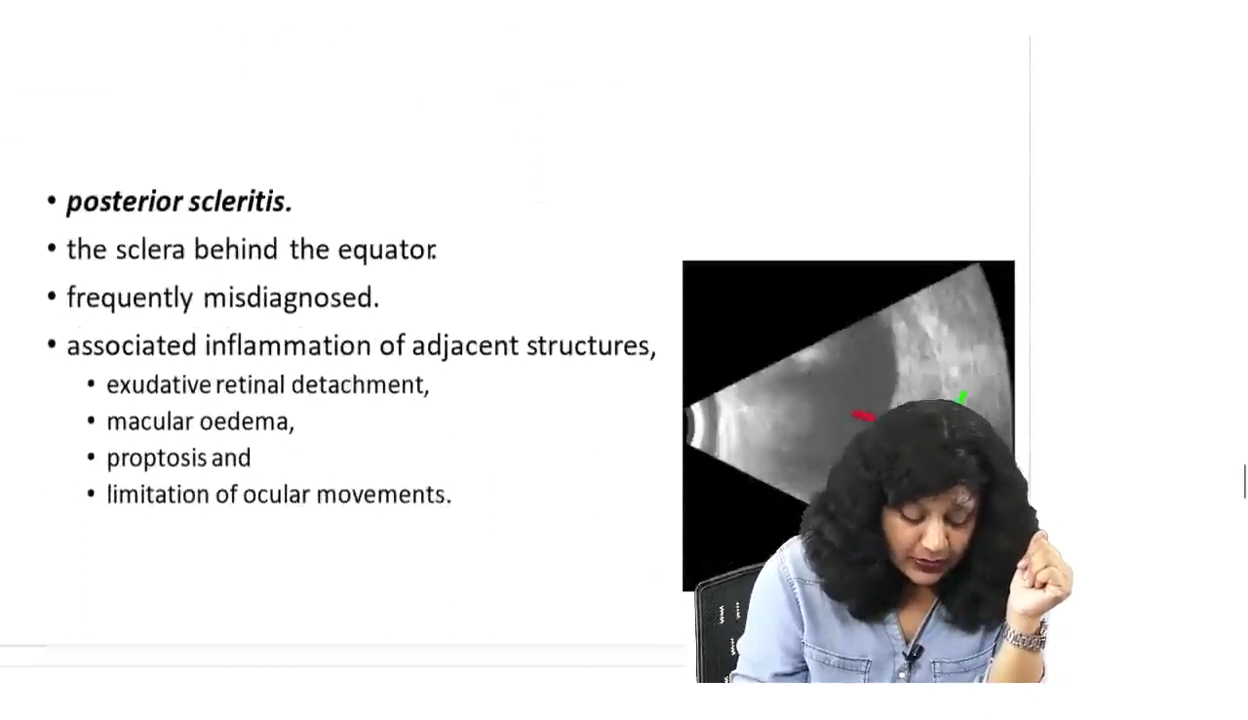 • posterior scleritis.
• the sclera behind the equator.
• frequently misdiagnosed.
• associated inflammation of adjacent structures,
• exudative retinal detachment,
• macular oedema,
• proptosis and
• limitation of ocular movements.